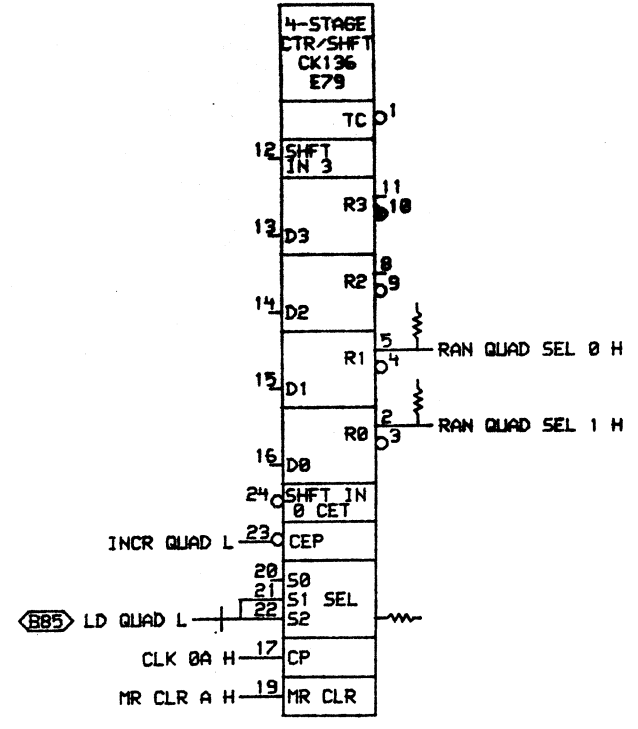 4-STAGE
CTR/SHFT
CK136
E79
TC 1
12 SHFT
IN 3
11
R3 10
13 D3
8
R2 9
14 D2
5 RAN QUAD SEL 0 H
R1 4
15 D1
2 RAN QUAD SEL 1 H
R0 3
16 D0
24 SHFT IN
0 CET
INCR QUAD L 23 CEP
20 S0
21 S1 SEL
BB5 LD QUAD L 22 S2
CLK 0A H 17 CP
MR CLR A H 19 MR CLR